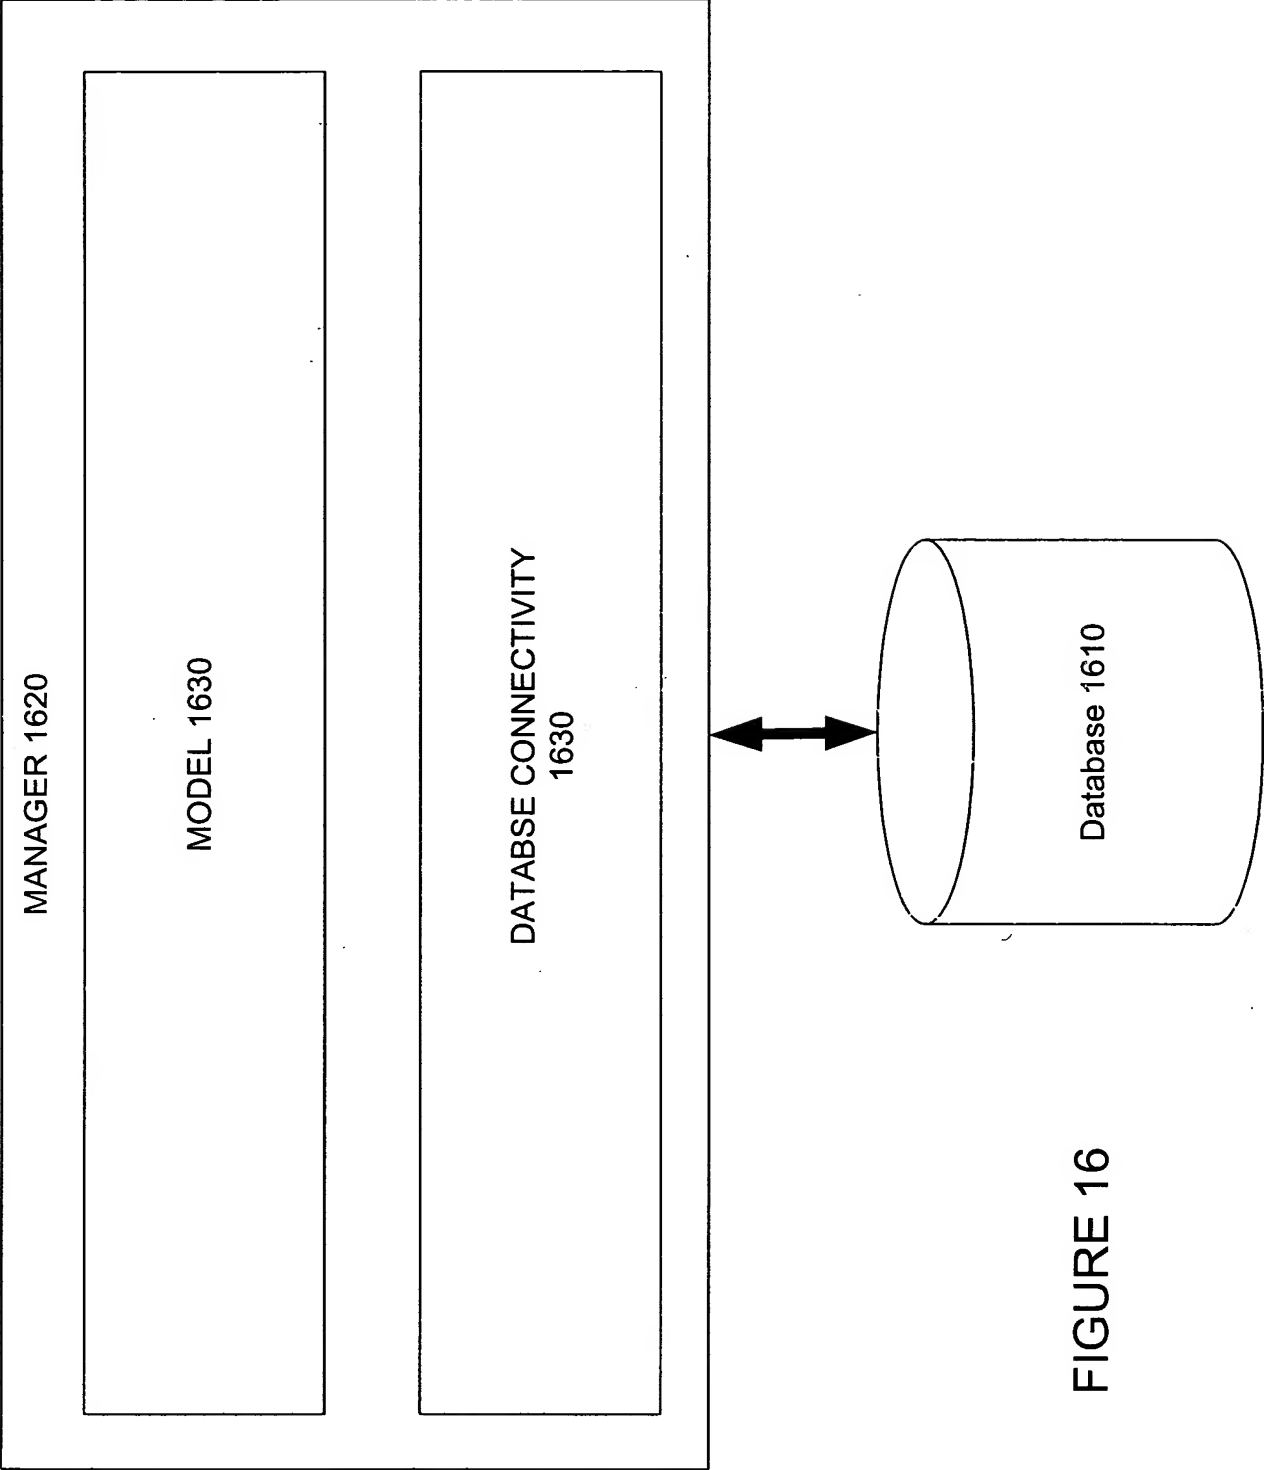 MANAGER 1620
MODEL 1630
DATABSE CONNECTIVITY
1630
Database 1610
FIGURE 16